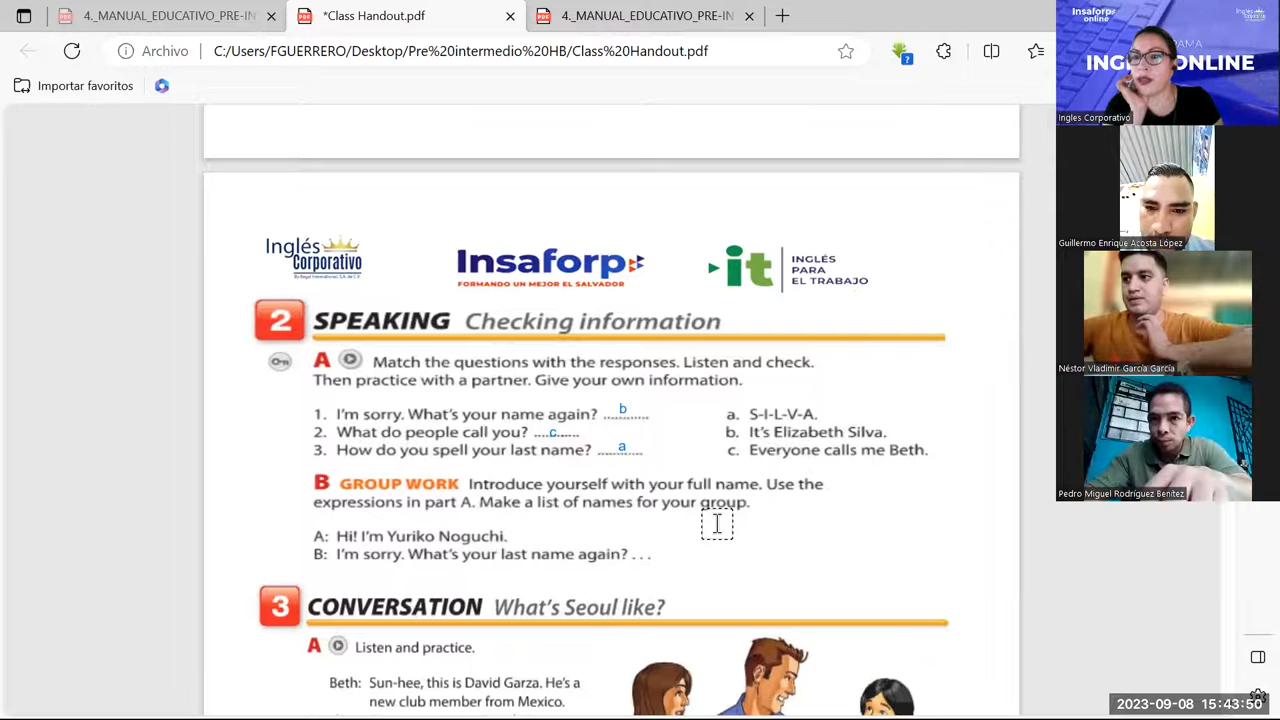 4_MANUAL_EDUCATIVO_PRE-IN
*Class Handout.pdf
4_MANUAL_EDUCATIVO_PRE-IN
Archivo
C:/Users/FGUERRERO/Desktop/Pre%20intermedio%20HB/Class%20Handout.pdf
Importar favoritos
Insaforp online
INGLÉS ONLINE
Ingles Corporativo
Guillermo Enrique Acosta López
Néstor Vladimir García García
Pedro Miguel Rodríguez Benítez
Inglés Corporativo
Insaforp
FORMANDO UN MEJOR EL SALVADOR
it
INGLÉS
PARA
EL TRABAJO
2 SPEAKING Checking information
A Match the questions with the responses. Listen and check.
Then practice with a partner. Give your own information.
1. I'm sorry. What's your name again? b
a. S-I-L-V-A.
2. What do people call you? c
b. It's Elizabeth Silva.
3. How do you spell your last name? a
c. Everyone calls me Beth.
B GROUP WORK Introduce yourself with your full name. Use the
expressions in part A. Make a list of names for your group.
A: Hi! I'm Yuriko Noguchi.
B: I'm sorry. What's your last name again? . . .
3 CONVERSATION What's Seoul like?
A Listen and practice.
Beth: Sun-hee, this is David Garza. He's a
new club member from Mexico.
2023-09-08 15:43:50